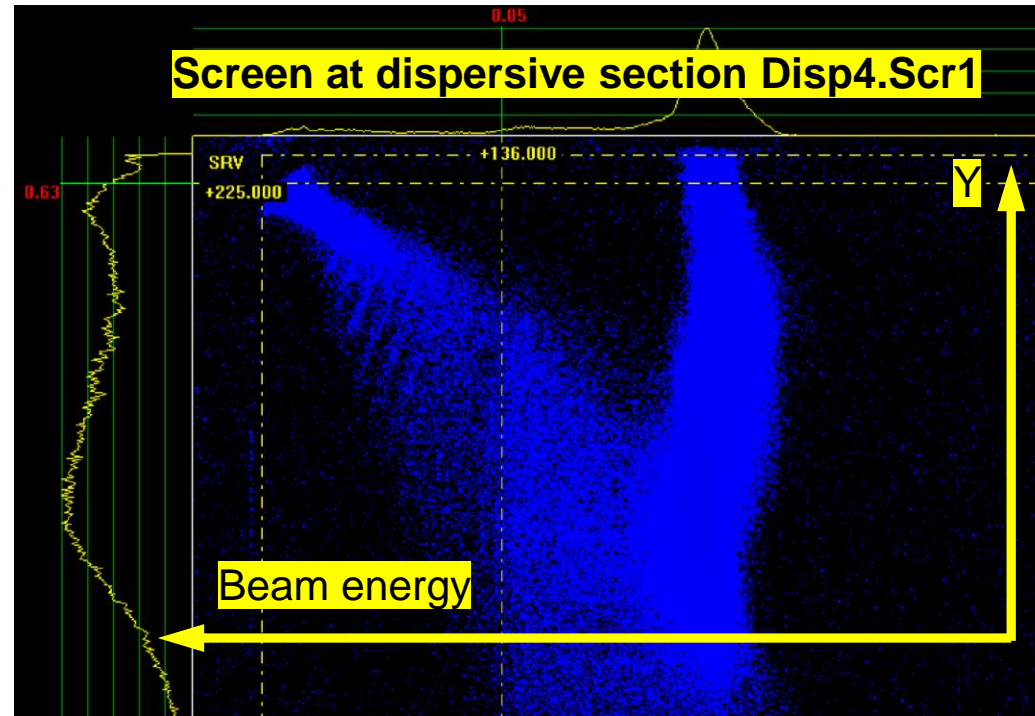 0.05
Screen at dispersive section Disp4.Scr1
SRV
+136.000
0.63
+225.000
Y
Beam energy